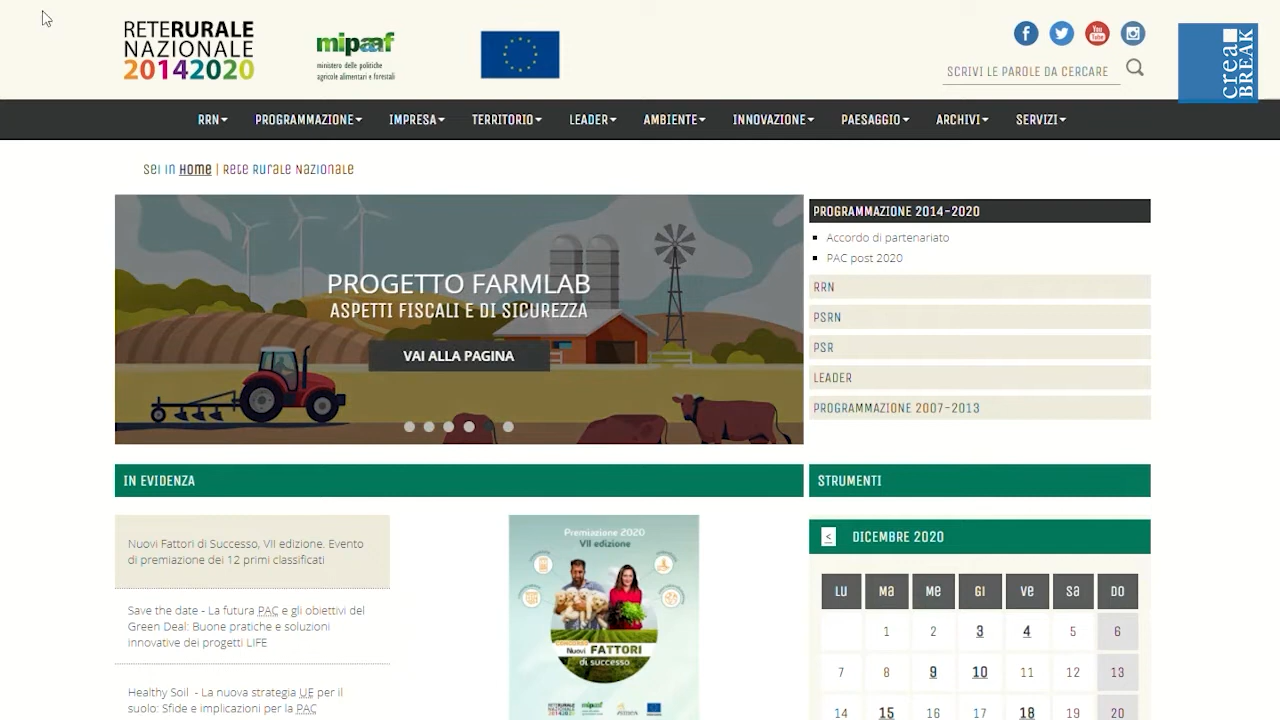 RETERURALE
NAZIONALE
20142020
mipaaf
ministero delle politiche
agricole alimentari e forestali
You
Tube
SCRIVI LE PAROLE DA CERCARE
crea
BREAK
RRN PROGRAMMAZIONE IMPRESA TERRITORIO LEADER AMBIENTE INNOVAZIONE PAESAGGIO ARCHIVI SERVIZI
Sei in Home | Rete Rurale Nazionale
PROGETTO FARMLAB
ASPETTI FISCALI E DI SICUREZZA
VAI ALLA PAGINA
PROGRAMMAZIONE 2014-2020
Accordo di partenariato
PAC post 2020
RRN
PSRN
PSR
LEADER
PROGRAMMAZIONE 2007-2013
IN EVIDENZA
Nuovi Fattori di Successo, VII edizione. Evento
di premiazione dei 12 primi classificati
Save the date - La futura PAC e gli obiettivi del
Green Deal: Buone pratiche e soluzioni
innovative dei progetti LIFE
Healthy Soil - La nuova strategia UE per il
suolo: Sfide e implicazioni per la PAC
Premiazione 2020
VII edizione
CONCORSO
Nuovi FATTORI
di successo
RETERURALE
NAZIONALE
20142020
mipaaf
STRUMENTI
< DICEMBRE 2020
LU Ma Me Gi Ve Sa DO
1 2 3 4 5 6
7 8 9 10 11 12 13
14 15 16 17 18 19 20